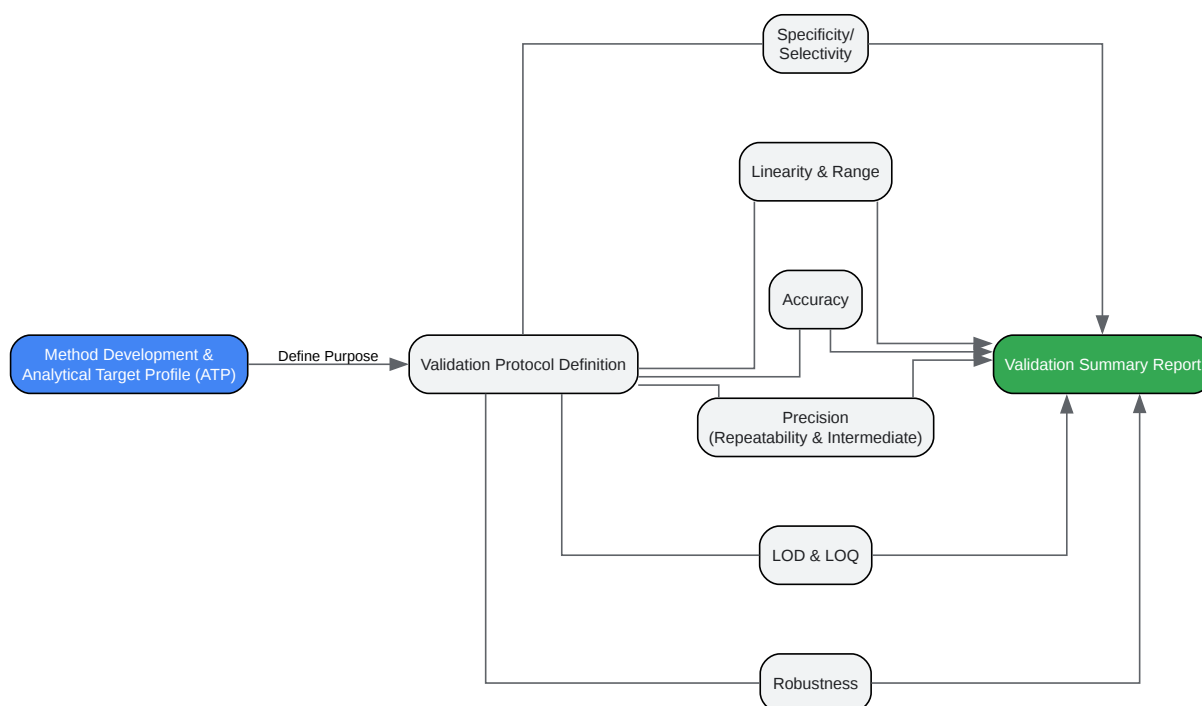 Specificity/
Selectivity
Linearity & Range
Accuracy
Method Development &
Analytical Target Profile (ATP)
Define Purpose
Validation Protocol Definition
Validation Summary Report
Precision
(Repeatability & Intermediate)
LOD & LOQ
Robustness